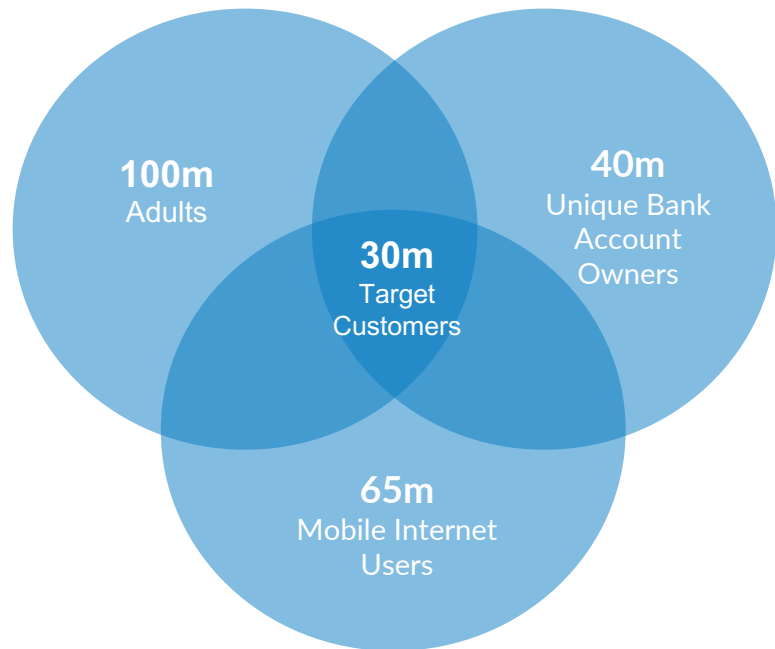 100m
Adults
40m
Unique Bank
Account
Owners
30m
Target
Customers
65m
Mobile Internet
Users